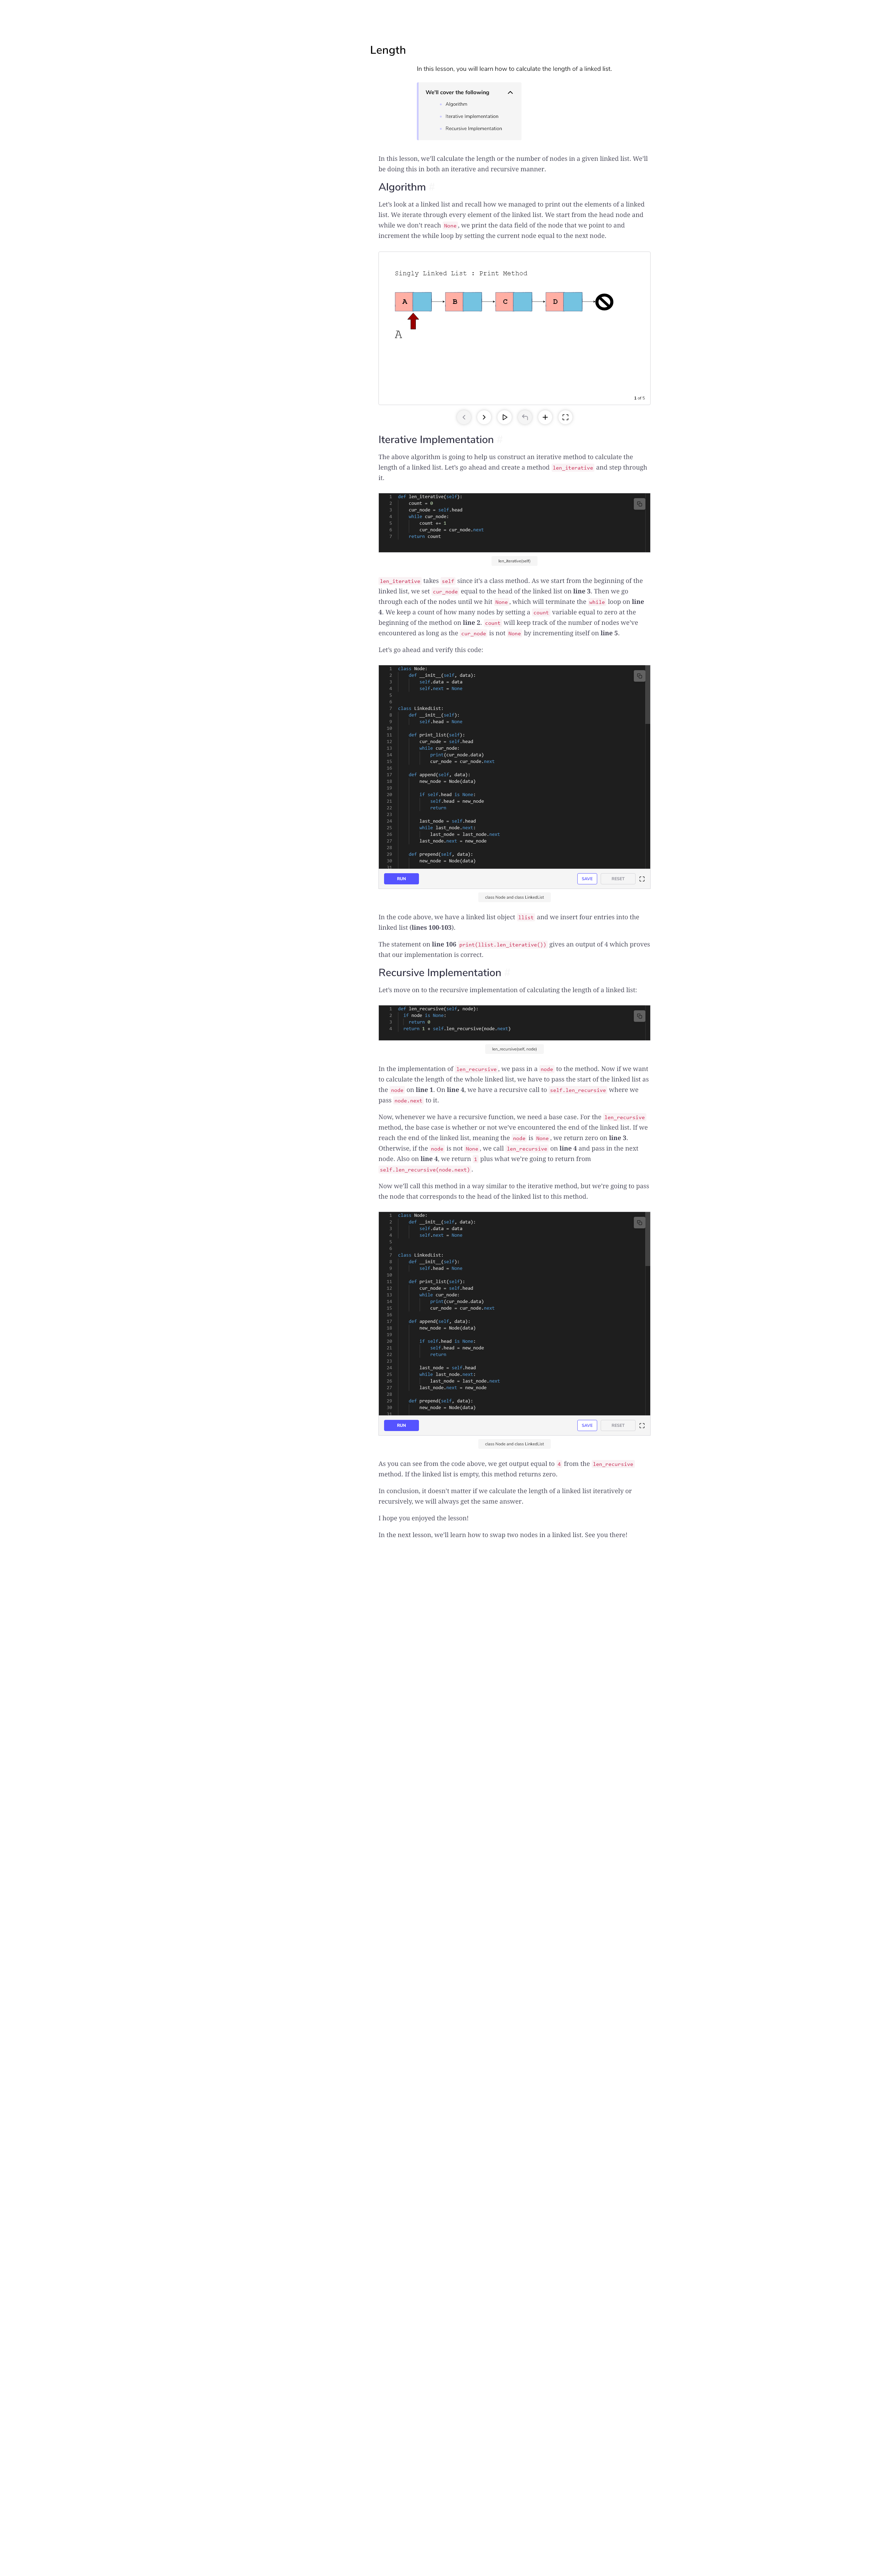 Length
In this lesson, you will learn how to calculate the length of a linked list.
We'll cover the following
Algorithm
Iterative Implementation
Recursive Implementation
In this lesson, we'll calculate the length or the number of nodes in a given linked list. We'll
be doing this in both an iterative and recursive manner.
Algorithm
Let's look at a linked list and recall how we managed to print out the elements of a linked
list. We iterate through every element of the linked list. We start from the head node and
while we don't reach None, we print the data field of the node that we point to and
increment the while loop by setting the current node equal to the next node.
Singly Linked List : Print Method
A B C D
A
1 of 5
Iterative Implementation
The above algorithm is going to help us construct an iterative method to calculate the
length of a linked list. Let's go ahead and create a method len_iterative and step through
it.
1 def len_iterative(self):
2 count = 0
3 cur_node = self.head
4 while cur_node:
5 count += 1
6 cur_node = cur_node.next
7 return count
len_iterative(self)
len_iterative takes self since it's a class method. As we start from the beginning of the
linked list, we set cur_node equal to the head of the linked list on line 3. Then we go
through each of the nodes until we hit None, which will terminate the while loop on line
4. We keep a count of how many nodes by setting a count variable equal to zero at the
beginning of the method on line 2. count will keep track of the number of nodes we've
encountered as long as the cur_node is not None by incrementing itself on line 5.
Let's go ahead and verify this code:
1 class Node:
2 def __init__(self, data):
3 self.data = data
4 self.next = None
5
6
7 class LinkedList:
8 def __init__(self):
9 self.head = None
10
11 def print_list(self):
12 cur_node = self.head
13 while cur_node:
14 print(cur_node.data)
15 cur_node = cur_node.next
16
17 def append(self, data):
18 new_node = Node(data)
19
20 if self.head is None:
21 self.head = new_node
22 return
23
24 last_node = self.head
25 while last_node.next:
26 last_node = last_node.next
27 last_node.next = new_node
28
29 def prepend(self, data):
30 new_node = Node(data)
RUN SAVE RESET
class Node and class LinkedList
In the code above, we have a linked list object llist and we insert four entries into the
linked list (lines 100-103).
The statement on line 106 print(llist.len_iterative()) gives an output of 4 which proves
that our implementation is correct.
Recursive Implementation
Let's move on to the recursive implementation of calculating the length of a linked list:
1 def len_recursive(self, node):
2 if node is None:
3 return 0
4 return 1 + self.len_recursive(node.next)
len_recursive(self, node)
In the implementation of len_recursive, we pass in a node to the method. Now if we want
to calculate the length of the whole linked list, we have to pass the start of the linked list as
the node on line 1. On line 4, we have a recursive call to self.len_recursive where we
pass node.next to it.
Now, whenever we have a recursive function, we need a base case. For the len_recursive
method, the base case is whether or not we've encountered the end of the linked list. If we
reach the end of the linked list, meaning the node is None, we return zero on line 3.
Otherwise, if the node is not None, we call len_recursive on line 4 and pass in the next
node. Also on line 4, we return 1 plus what we're going to return from
self.len_recursive(node.next).
Now we'll call this method in a way similar to the iterative method, but we're going to pass
the node that corresponds to the head of the linked list to this method.
1 class Node:
2 def __init__(self, data):
3 self.data = data
4 self.next = None
5
6
7 class LinkedList:
8 def __init__(self):
9 self.head = None
10
11 def print_list(self):
12 cur_node = self.head
13 while cur_node:
14 print(cur_node.data)
15 cur_node = cur_node.next
16
17 def append(self, data):
18 new_node = Node(data)
19
20 if self.head is None:
21 self.head = new_node
22 return
23
24 last_node = self.head
25 while last_node.next:
26 last_node = last_node.next
27 last_node.next = new_node
28
29 def prepend(self, data):
30 new_node = Node(data)
RUN SAVE RESET
class Node and class LinkedList
As you can see from the code above, we get output equal to 4 from the len_recursive
method. If the linked list is empty, this method returns zero.
In conclusion, it doesn't matter if we calculate the length of a linked list iteratively or
recursively, we will always get the same answer.
I hope you enjoyed the lesson!
In the next lesson, we'll learn how to swap two nodes in a linked list. See you there!